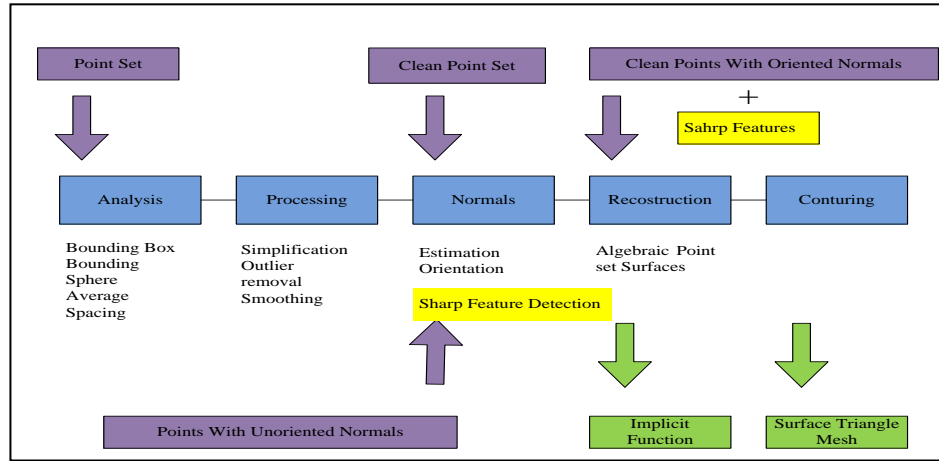 Point Set
Clean Point Set
Clean Points With Oriented Normals
+
Sahrp Features
Analysis
Processing
Normals
Recostruction
Conturing
Bounding Box
Bounding
Sphere
Average
Spacing
Simplification
Outlier
removal
Smoothing
Estimation
Orientation
Sharp Feature Detection
Algebraic Point
set Surfaces
Points With Unoriented Normals
Implicit
Function
Surface Triangle
Mesh